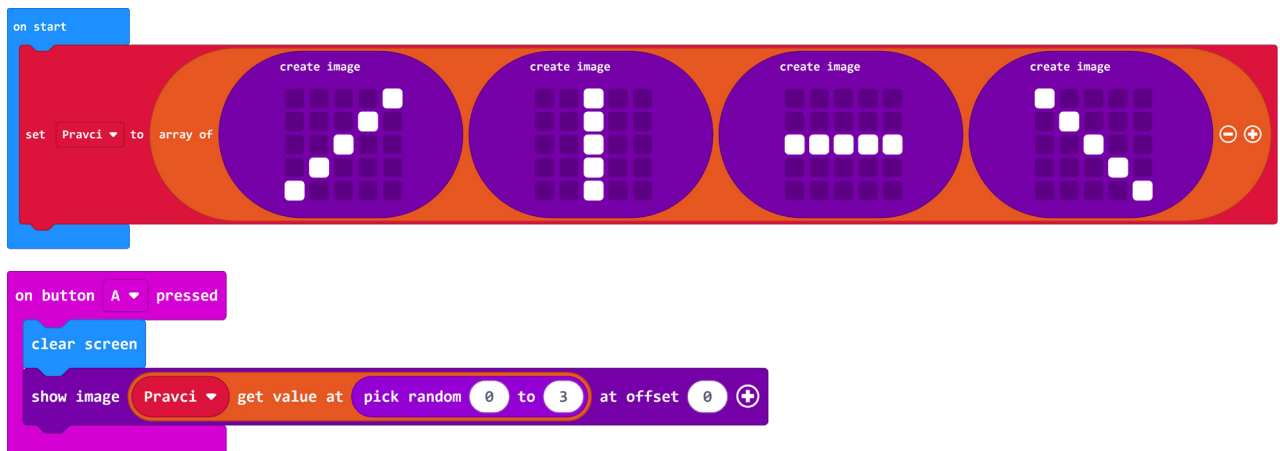 on start
create image create image create image create image
set Pravci to array of
on button A pressed
clear screen
show image Pravci get value at pick random 0 to 3 at offset 0